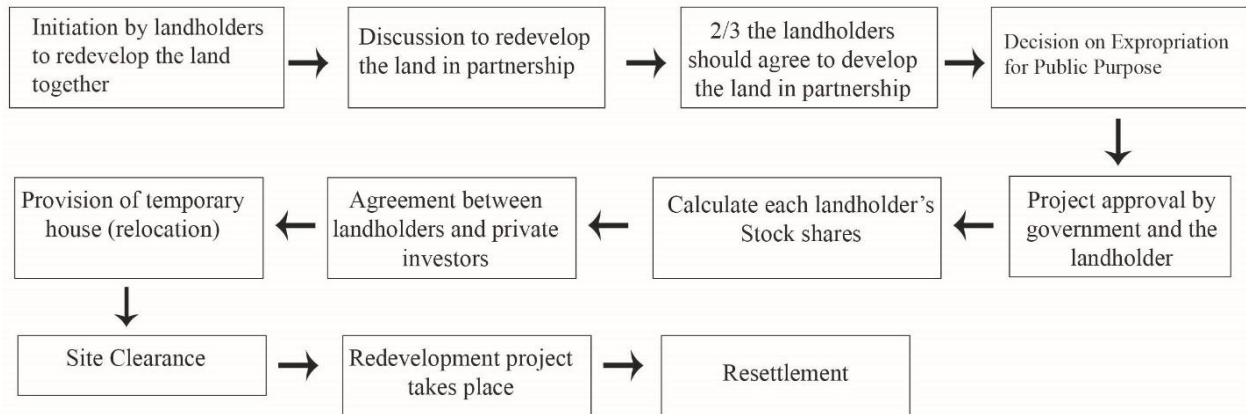 Initiation by landholders
to redevelop the land
together
Discussion to redevelop
the land in partnership
2/3 the landholders
should agree to develop
the land in partnership
Decision on Expropriation
for Public Purpose
Project approval by
government and the
landholder
Calculate each landholder's
Stock shares
Agreement between
landholders and private
investors
Provision of temporary
house (relocation)
Site Clearance
Redevelopment project
takes place
Resettlement